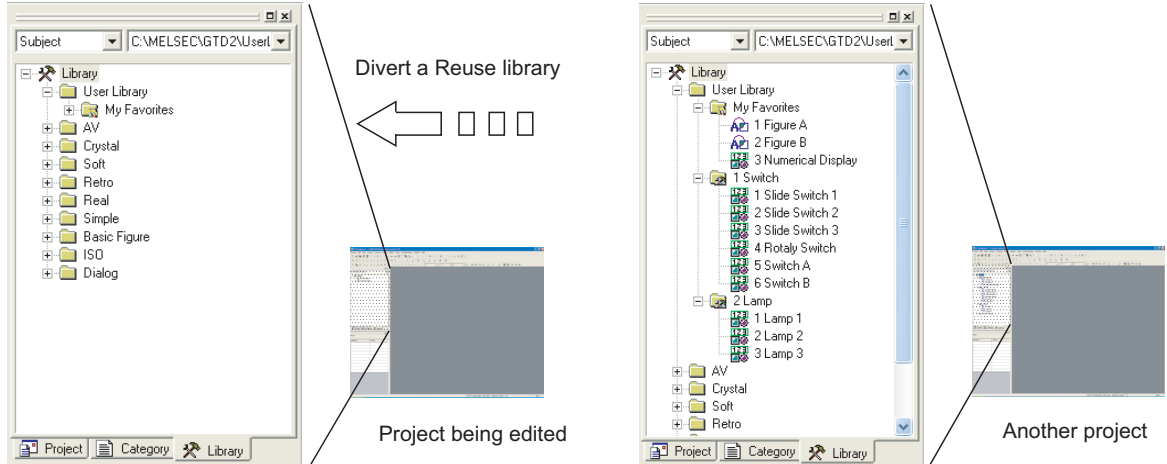 Subject C:\MELSEC\GTD2\UserL
Library
User Library
My Favorites
AV
Crystal
Soft
Retro
Real
Simple
Basic Figure
ISO
Dialog
Project Category Library
Divert a Reuse library
Project being edited
Subject C:\MELSEC\GTD2\UserL
Library
User Library
My Favorites
1 Figure A
2 Figure B
3 Numerical Display
1 Switch
1 Slide Switch 1
2 Slide Switch 2
3 Slide Switch 3
4 Rotaly Switch
5 Switch A
6 Switch B
2 Lamp
1 Lamp 1
2 Lamp 2
3 Lamp 3
AV
Crystal
Soft
Retro
Project Category Library
Another project